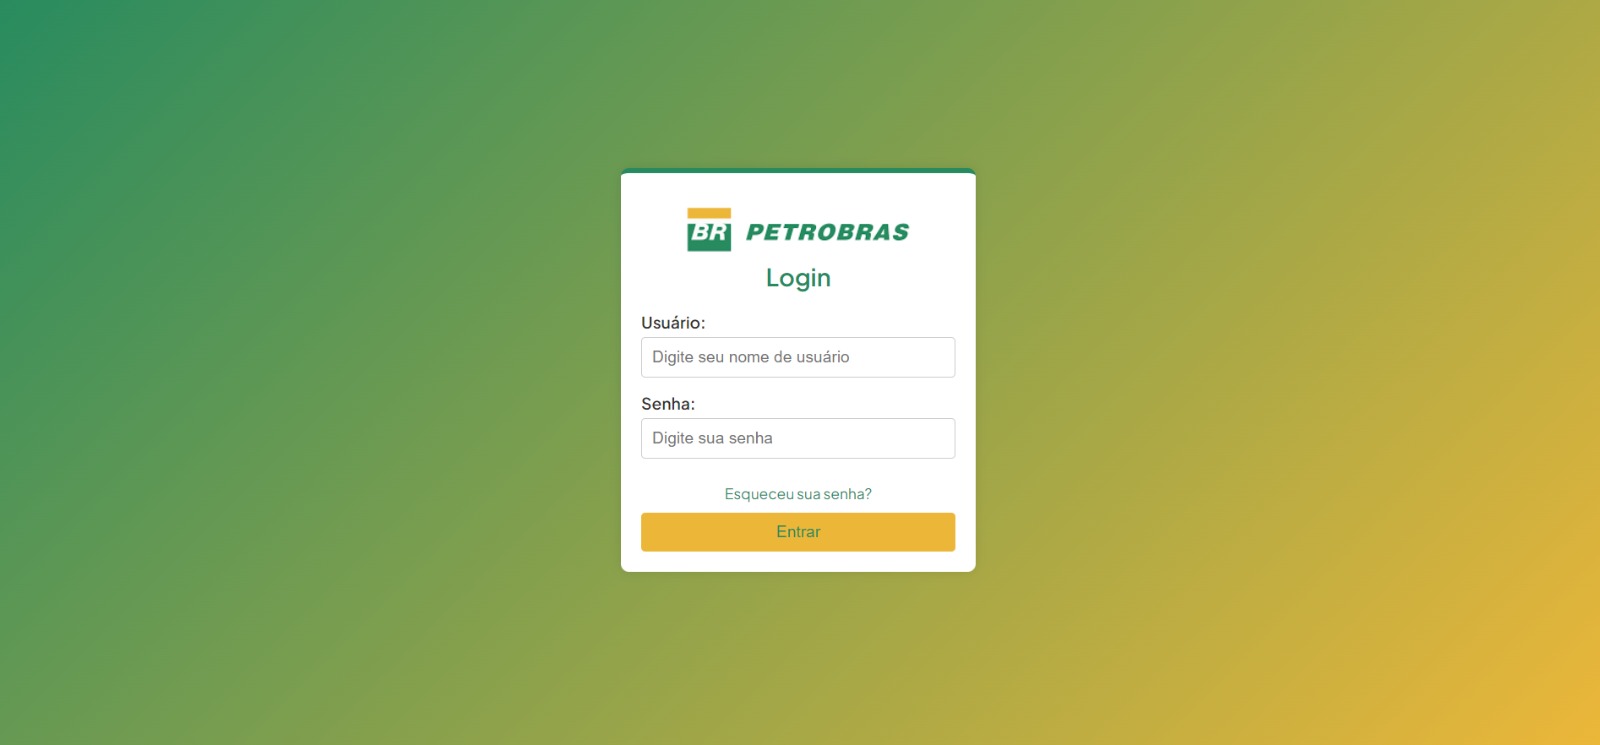 BR PETROBRAS
Login
Usuário:
Digite seu nome de usuário
Senha:
Digite sua senha
Esqueceu sua senha?
Entrar